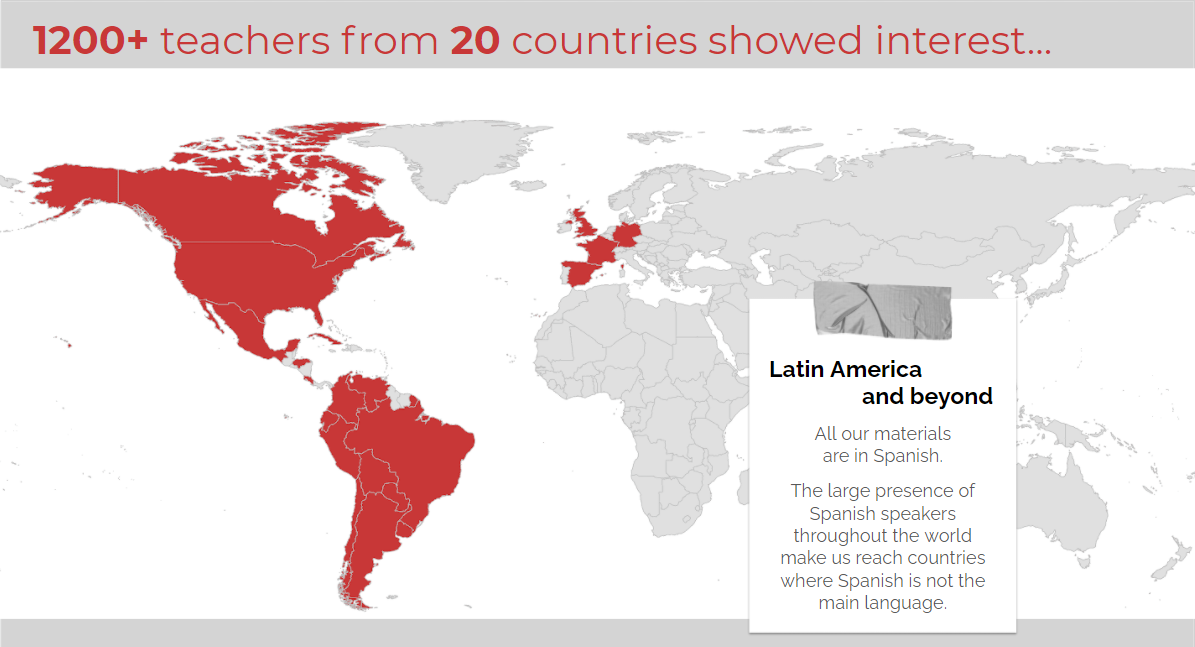 1200+ teachers from 20 countries showed interest...
Latin America
and beyond
All our materials
are in Spanish.
The large presence of
Spanish speakers
throughout the world
make us reach countries
where Spanish is not the
main language.